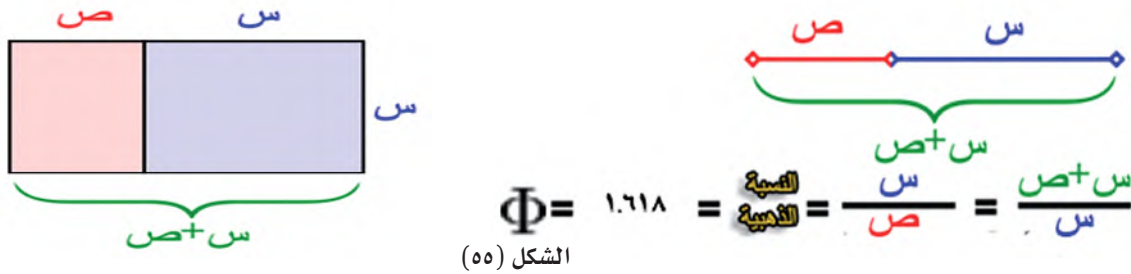 ص س
س
س+ص
ص س
س+ص
س+ص / س = س / ص = النسبة الذهبية = ١.٦١٨ = Φ
الشكل (٥٥)